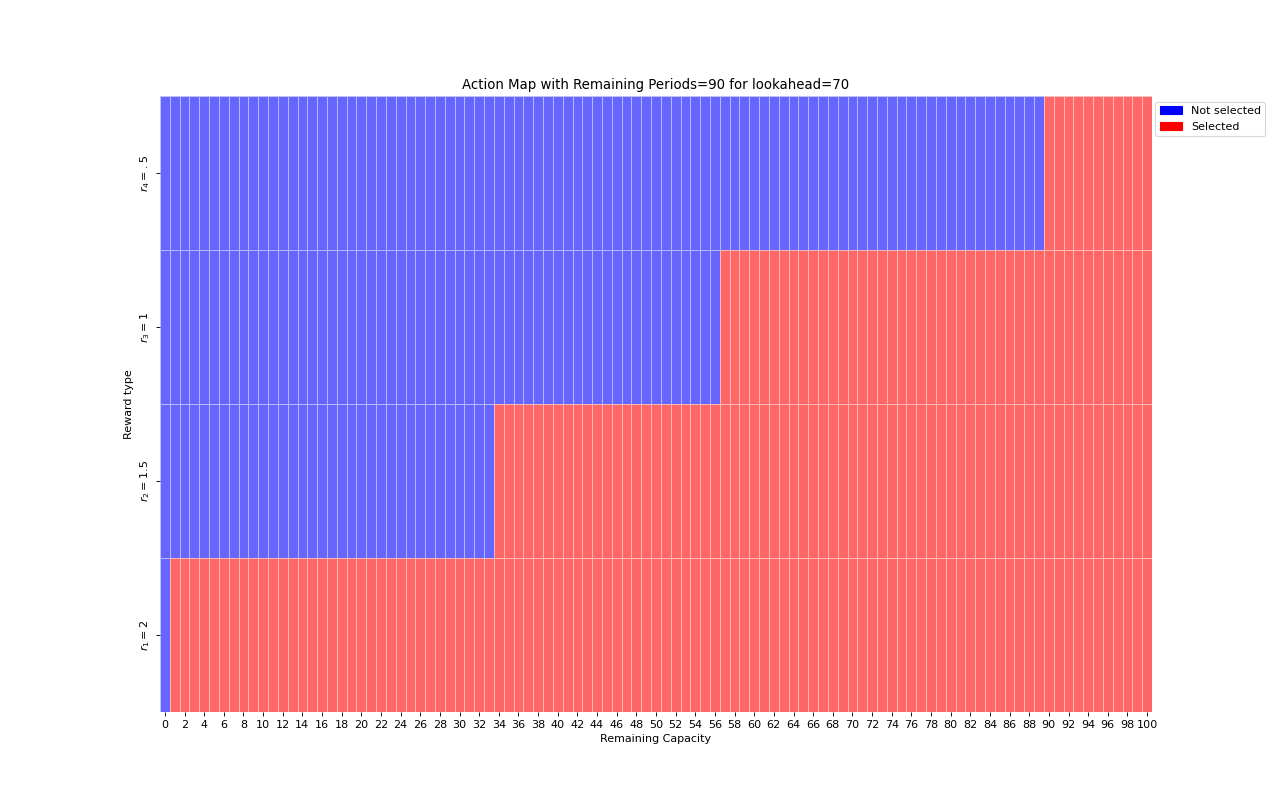 Action Map with Remaining Periods=90 for lookahead=70
Not selected
Selected
Reward type
r₄ = .5
r₃ = 1
r₂ = 1.5
r₁ = 2
0 2 4 6 8 10 12 14 16 18 20 22 24 26 28 30 32 34 36 38 40 42 44 46 48 50 52 54 56 58 60 62 64 66 68 70 72 74 76 78 80 82 84 86 88 90 92 94 96 98 100
Remaining Capacity